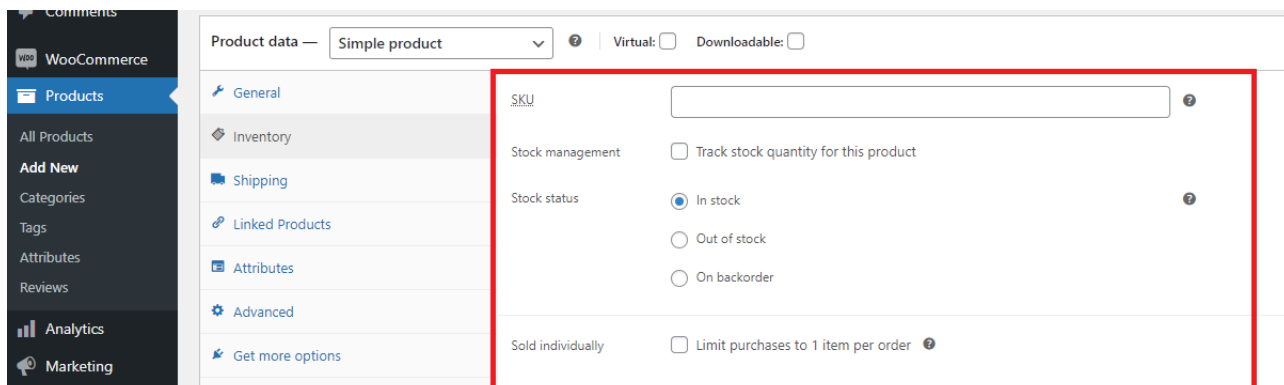 Comments
WooCommerce
Products
All Products
Add New
Categories
Tags
Attributes
Reviews
Analytics
Marketing
Product data — Simple product Virtual: Downloadable:
General
Inventory
Shipping
Linked Products
Attributes
Advanced
Get more options
SKU
Stock management Track stock quantity for this product
Stock status In stock
Out of stock
On backorder
Sold individually Limit purchases to 1 item per order